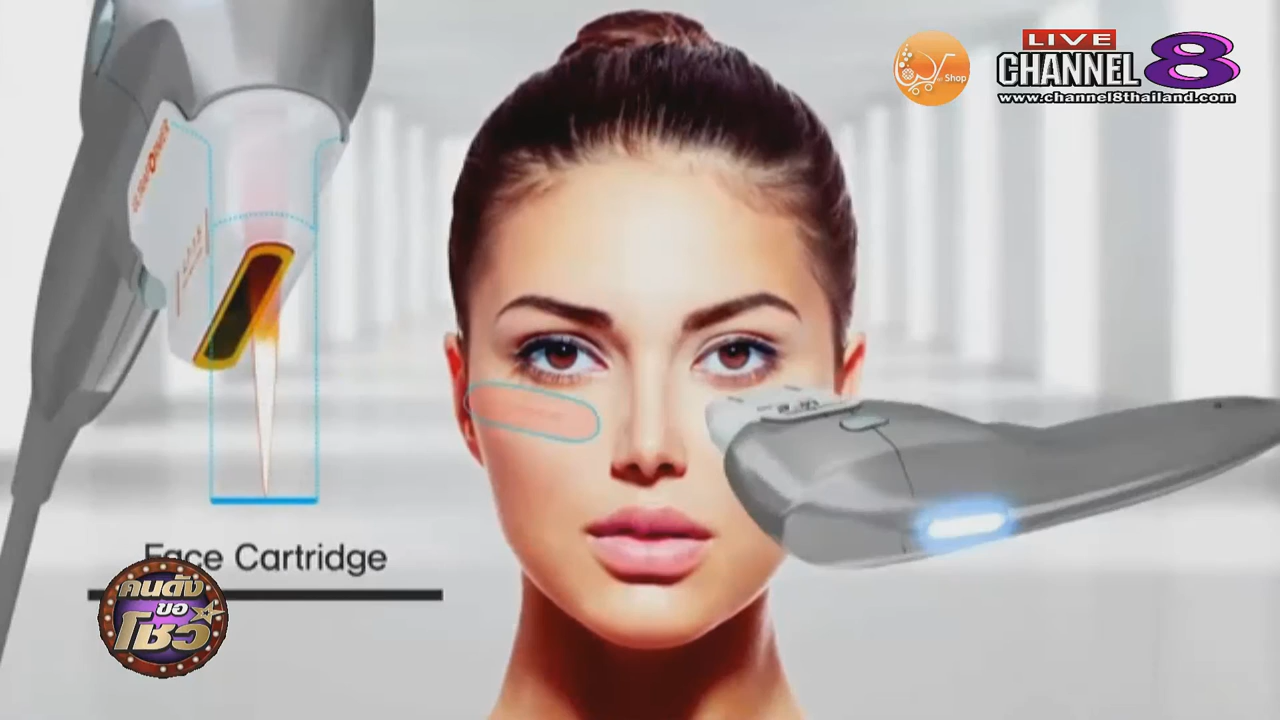 LIVE
CHANNEL 8
www.channel8thailand.com
Shop
Face Cartridge
คนดัง
ขอ
โชว์